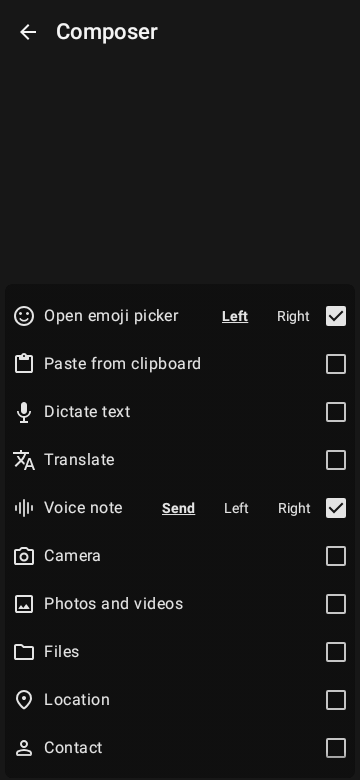 Composer
Open emoji picker Left Right
Paste from clipboard
Dictate text
Translate
Voice note Send Left Right
Camera
Photos and videos
Files
Location
Contact